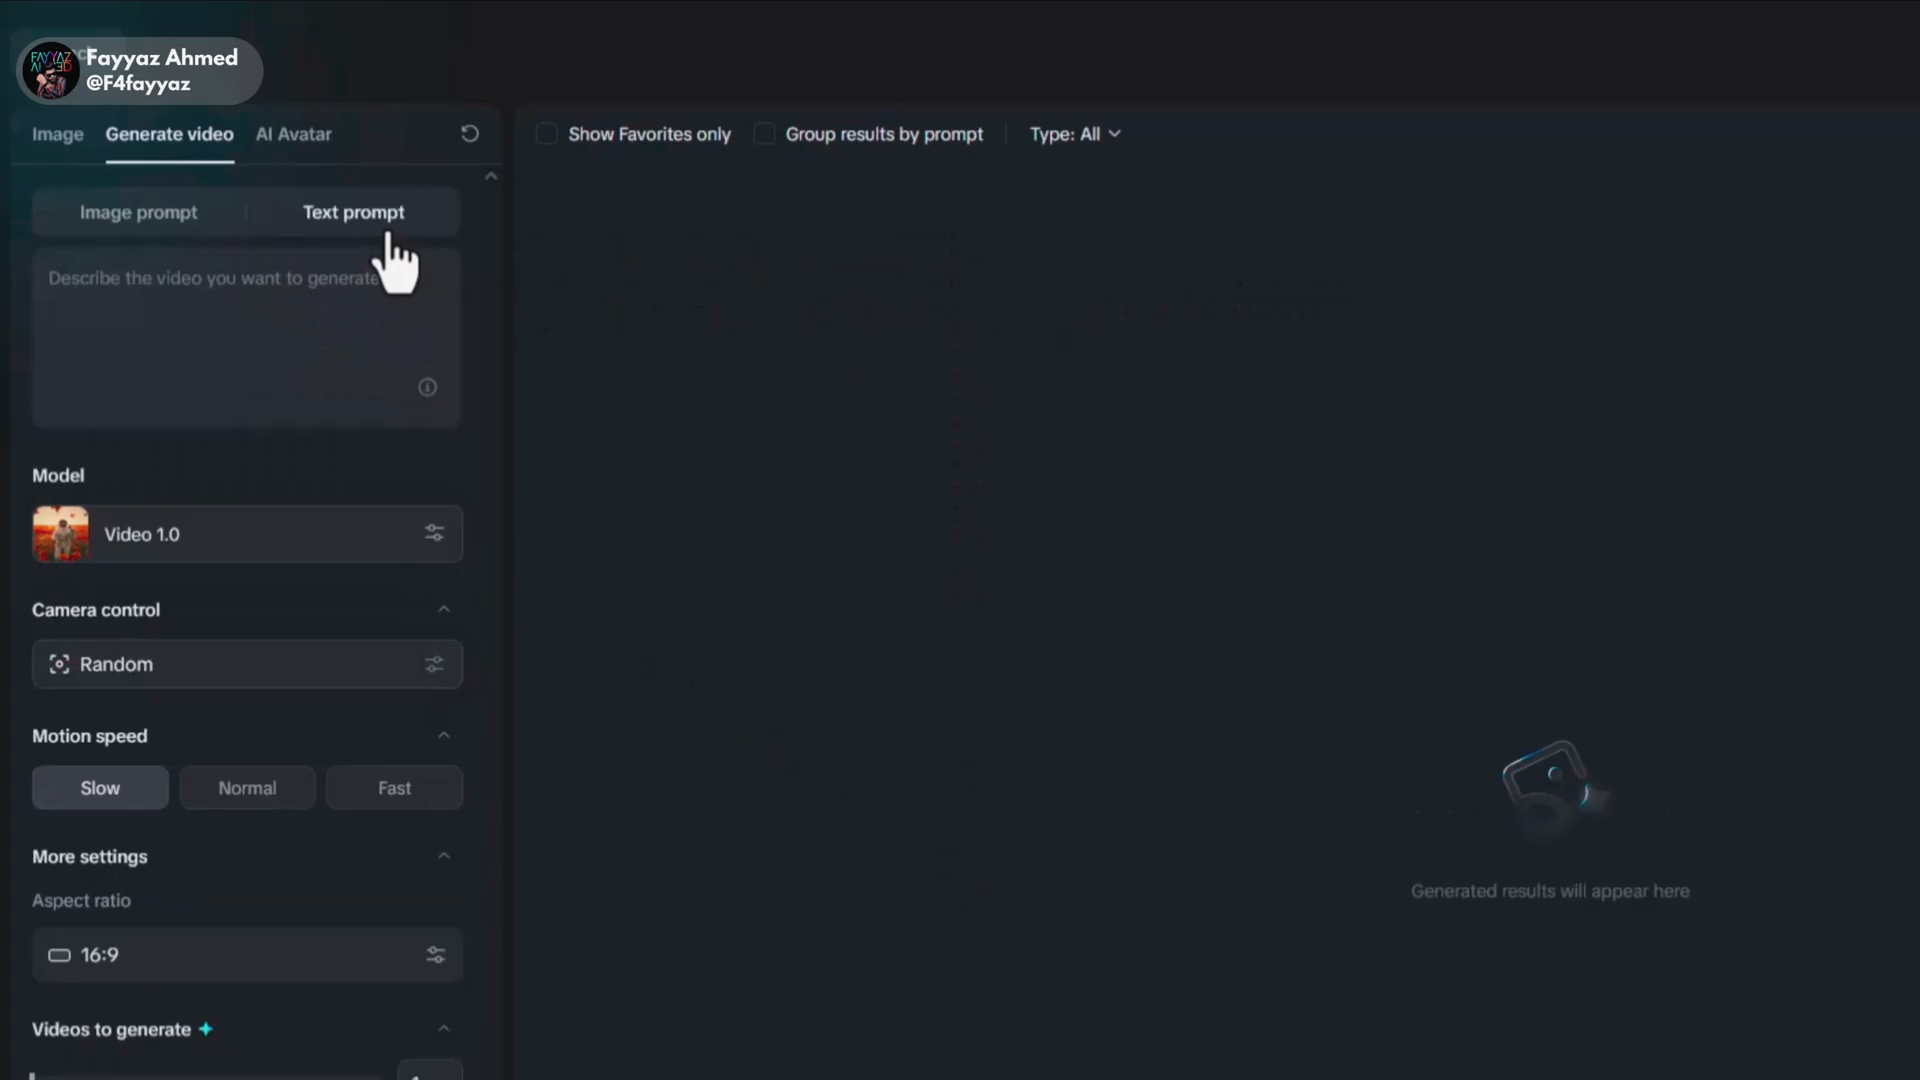 Fayyaz Ahmed
@F4fayyaz
Image Generate video AI Avatar
Show Favorites only Group results by prompt Type: All
Image prompt Text prompt
Describe the video you want to generate
Model
Video 1.0
Camera control
Random
Motion speed
Slow Normal Fast
More settings
Aspect ratio
16:9
Generated results will appear here
Videos to generate